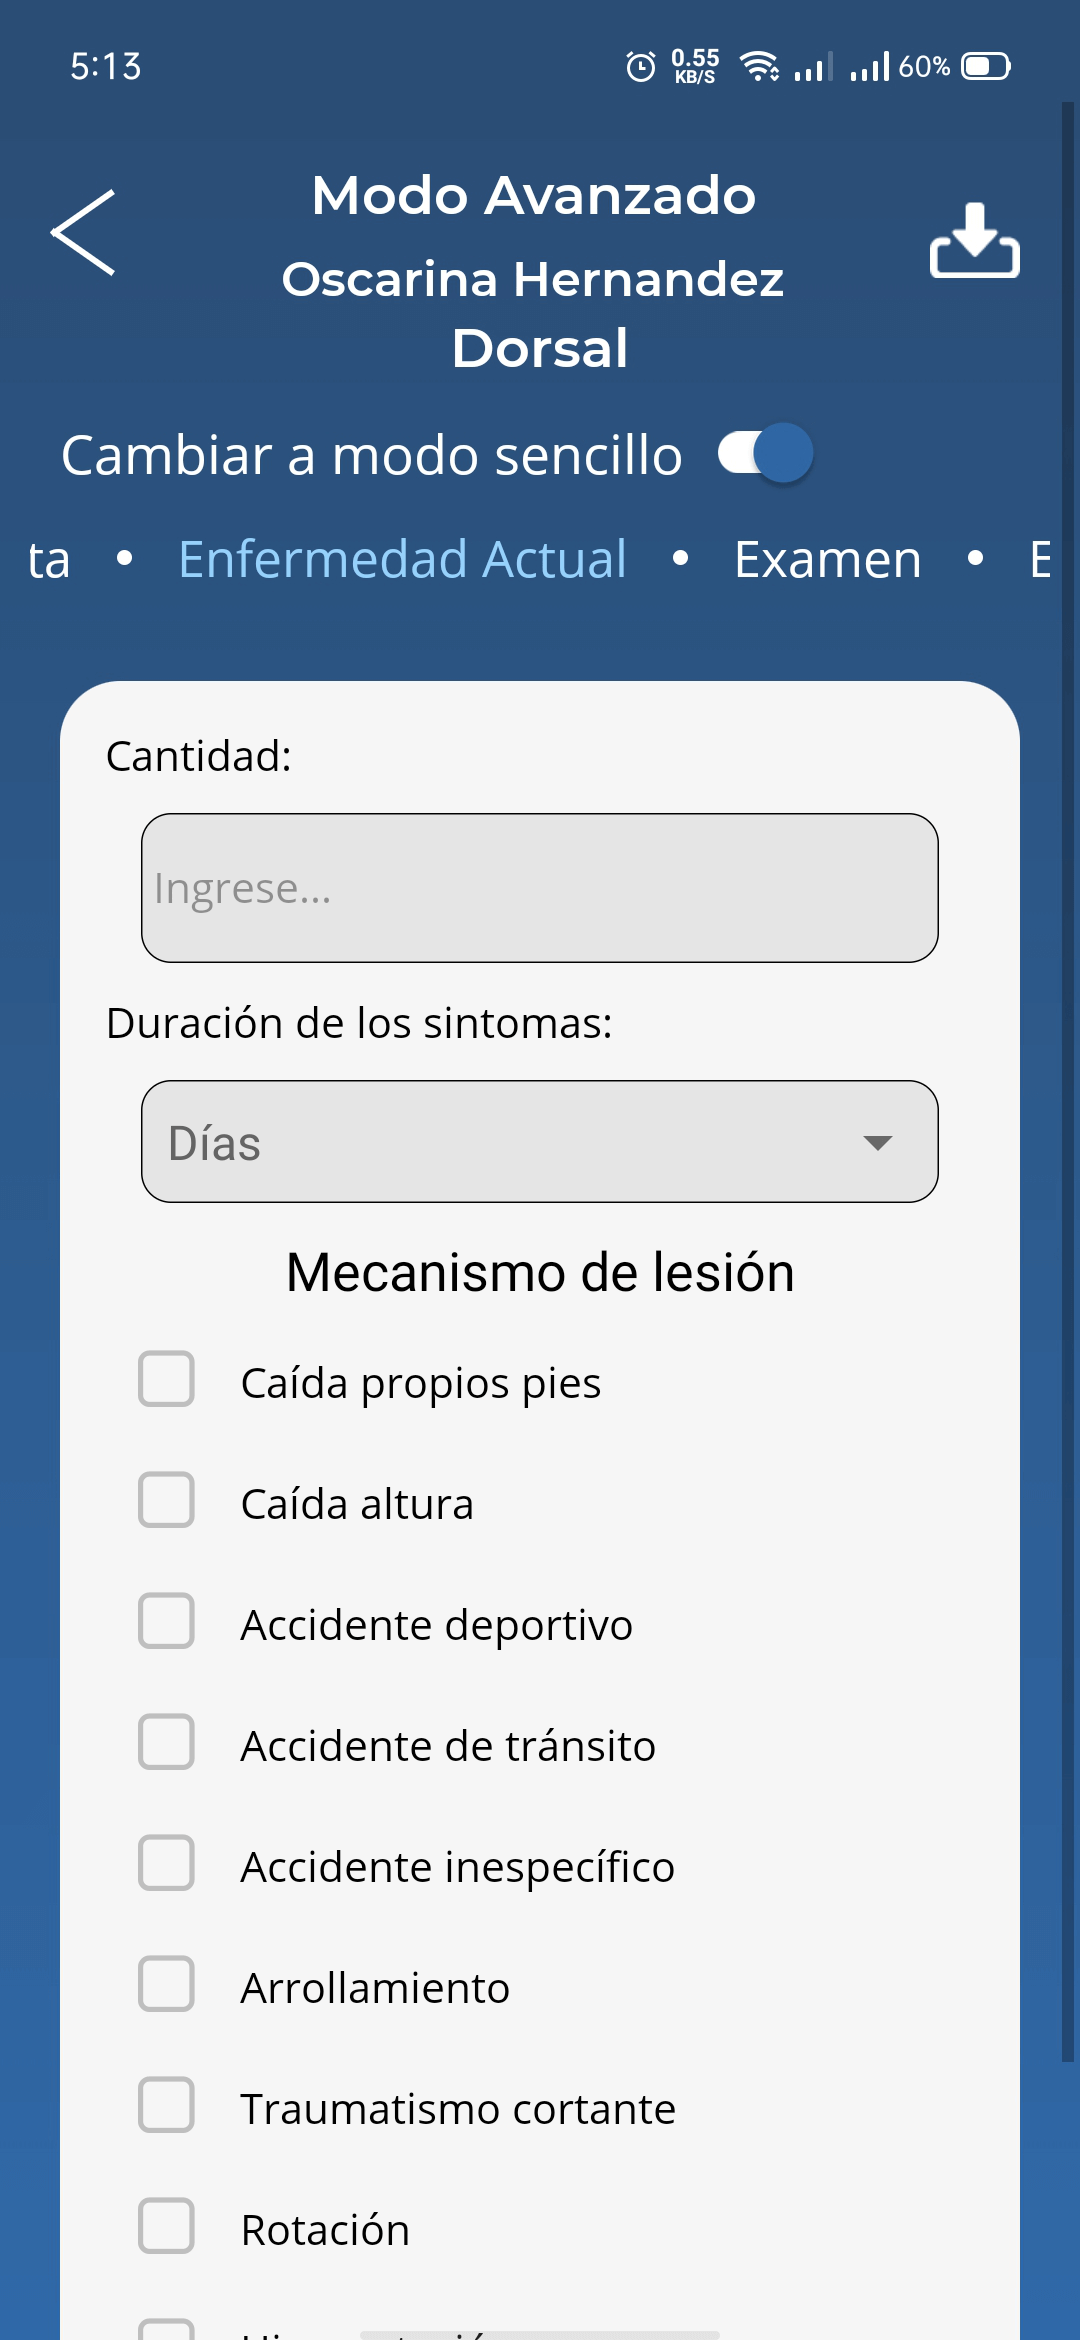 5:13
0.55
KB/S
60%
Modo Avanzado
Oscarina Hernandez
Dorsal
Cambiar a modo sencillo
ta • Enfermedad Actual • Examen • E
Cantidad:
Ingrese...
Duración de los sintomas:
Días
Mecanismo de lesión
Caída propios pies
Caída altura
Accidente deportivo
Accidente de tránsito
Accidente inespecífico
Arrollamiento
Traumatismo cortante
Rotación